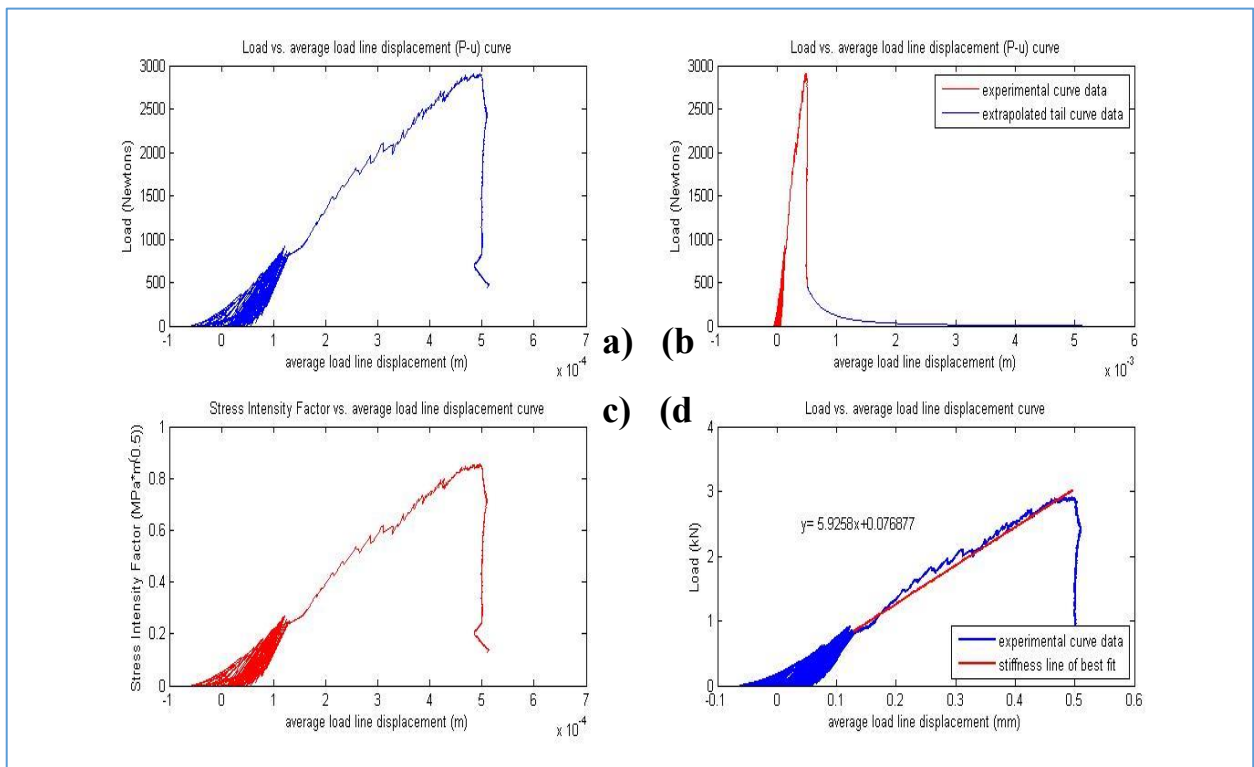 Load vs. average load line displacement (P-u) curve
3000
2500
2000
1500
1000
500
0
Load (Newtons)
-1 0 1 2 3 4 5 6 7
average load line displacement (m)
x 10^-4
a)
Load vs. average load line displacement (P-u) curve
3000
2500
2000
1500
1000
500
0
Load (Newtons)
experimental curve data
extrapolated tail curve data
-1 0 1 2 3 4 5 6
average load line displacement (m)
x 10^-3
(b
Stress Intensity Factor vs. average load line displacement curve
1
0.8
0.6
0.4
0.2
0
Stress Intensity Factor (MPa*m^(0.5))
-1 0 1 2 3 4 5 6 7
average load line displacement (m)
x 10^-4
c)
(d
Load vs. average load line displacement curve
4
3
2
1
0
Load (kN)
y= 5.9258x+0.076877
experimental curve data
stiffness line of best fit
-0.1 0 0.1 0.2 0.3 0.4 0.5 0.6
average load line displacement (mm)